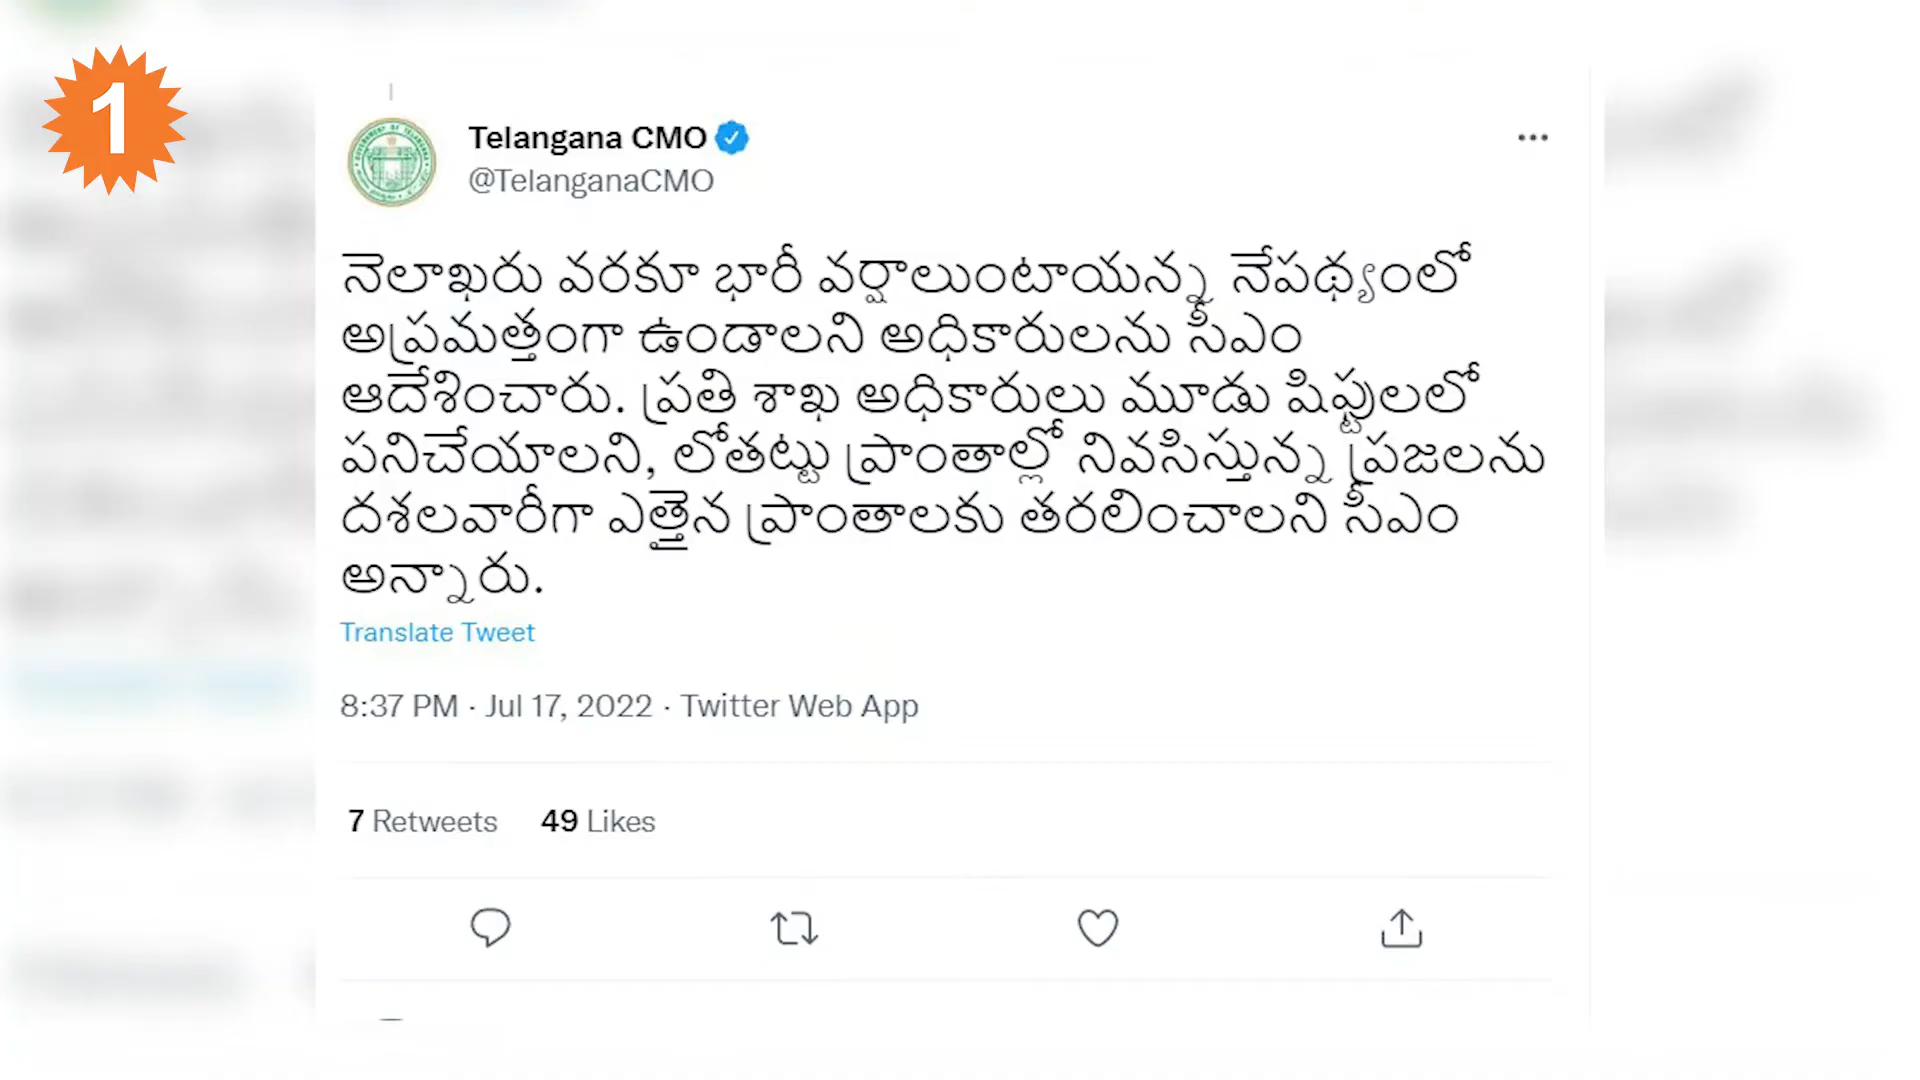 1
Telangana CMO
@TelanganaCMO
నెలాఖరు వరకూ భారీ వర్షాలుంటాయన్న నేపథ్యంలో
అప్రమత్తంగా ఉండాలని అధికారులను సీఎం
ఆదేశించారు. ప్రతి శాఖ అధికారులు మూడు షిఫ్టులలో
పనిచేయాలని, లోతట్టు ప్రాంతాల్లో నివసిస్తున్న ప్రజలను
దశలవారీగా ఎత్తైన ప్రాంతాలకు తరలించాలని సీఎం
అన్నారు.
Translate Tweet
8:37 PM · Jul 17, 2022 · Twitter Web App
7 Retweets 49 Likes